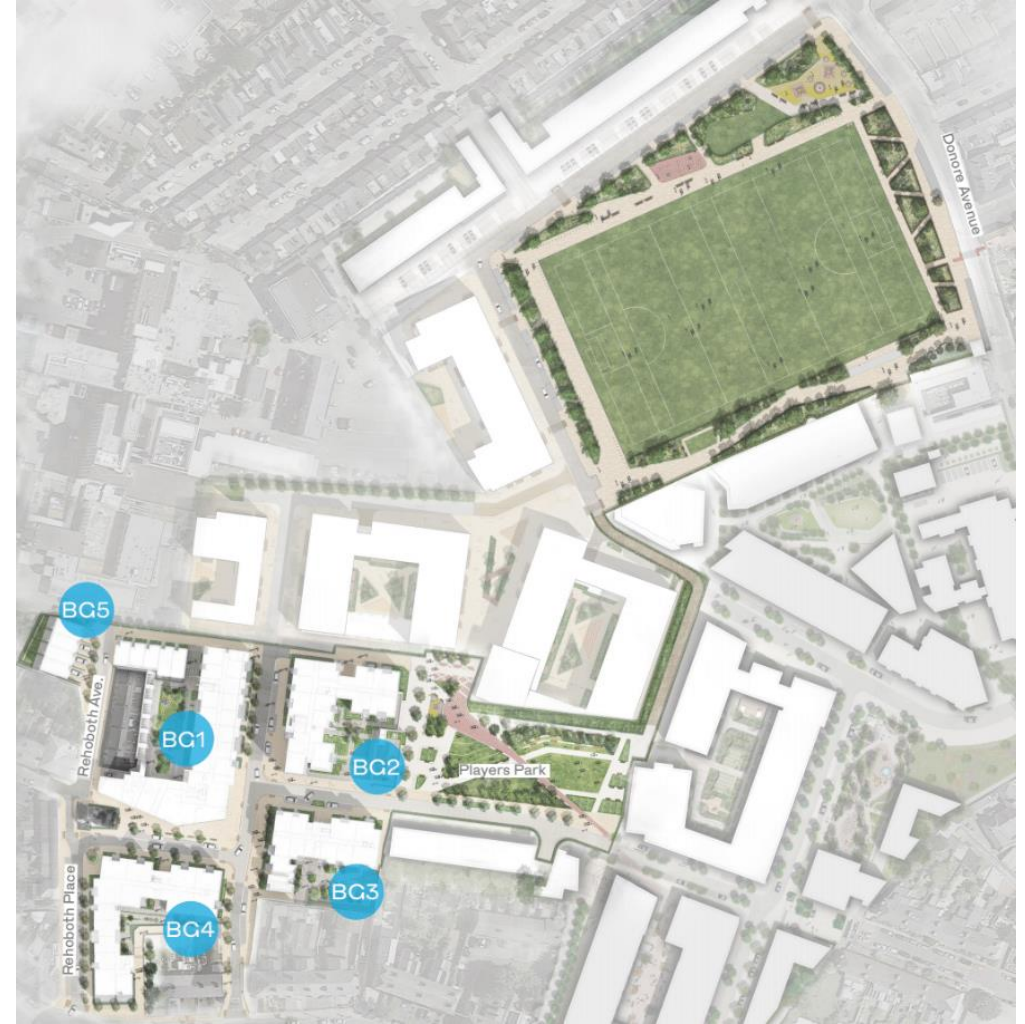 Donore Avenue
BG5
Rehoboth Ave.
BG1
BG2
Players Park
BG3
Rehoboth Place
BG4